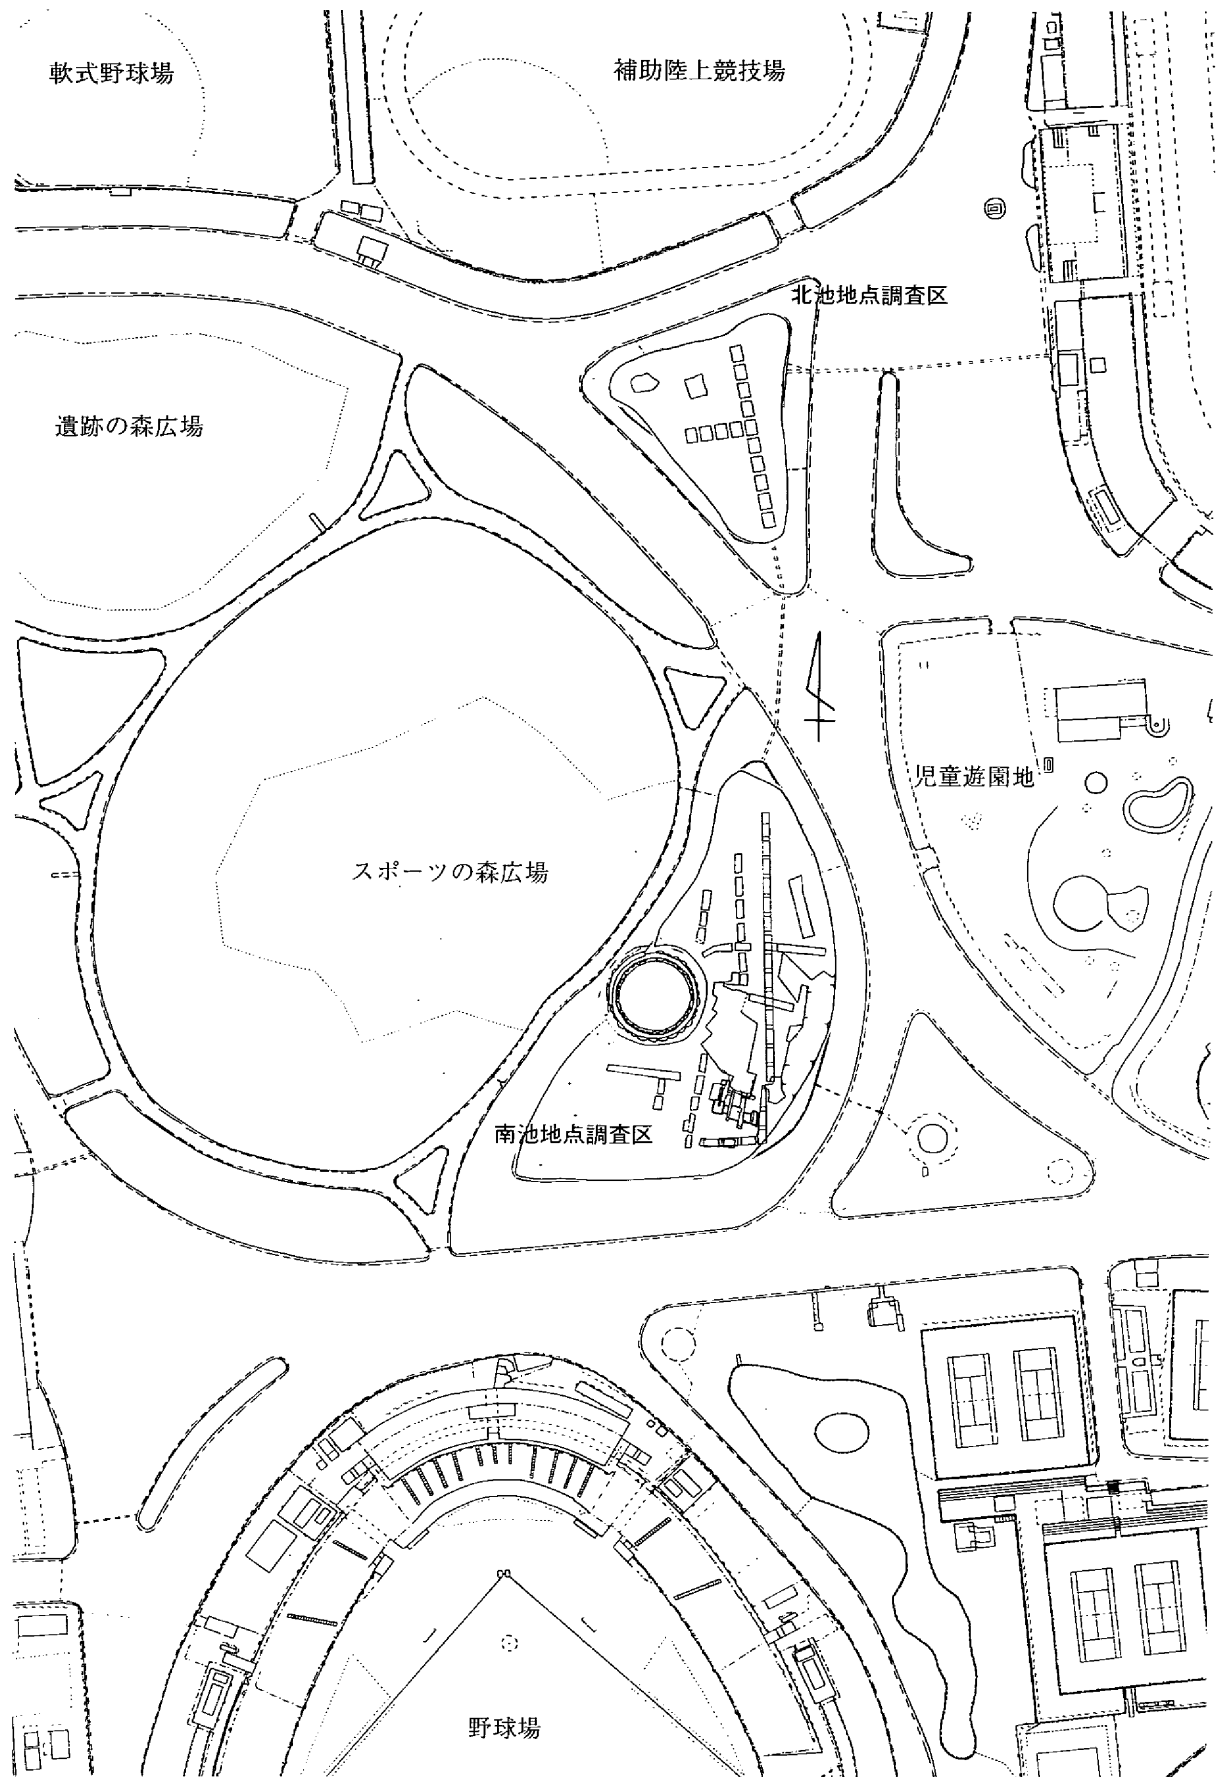 軟式野球場
補助陸上競技場
北池地点調査区
遺跡の森広場
児童遊園地
スポーツの森広場
南池地点調査区
野球場